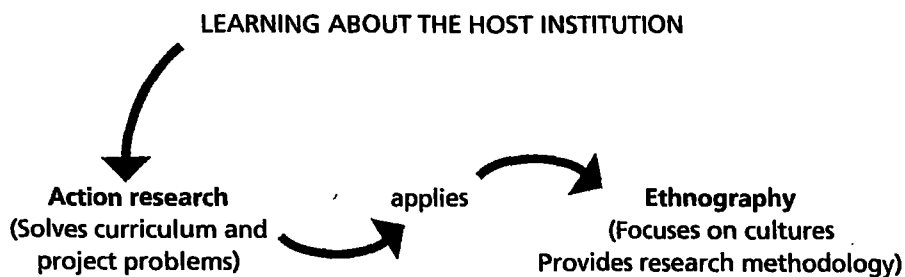 LEARNING ABOUT THE HOST INSTITUTION
Action research
(Solves curriculum and
project problems)
applies
Ethnography
(Focuses on cultures
Provides research methodology)